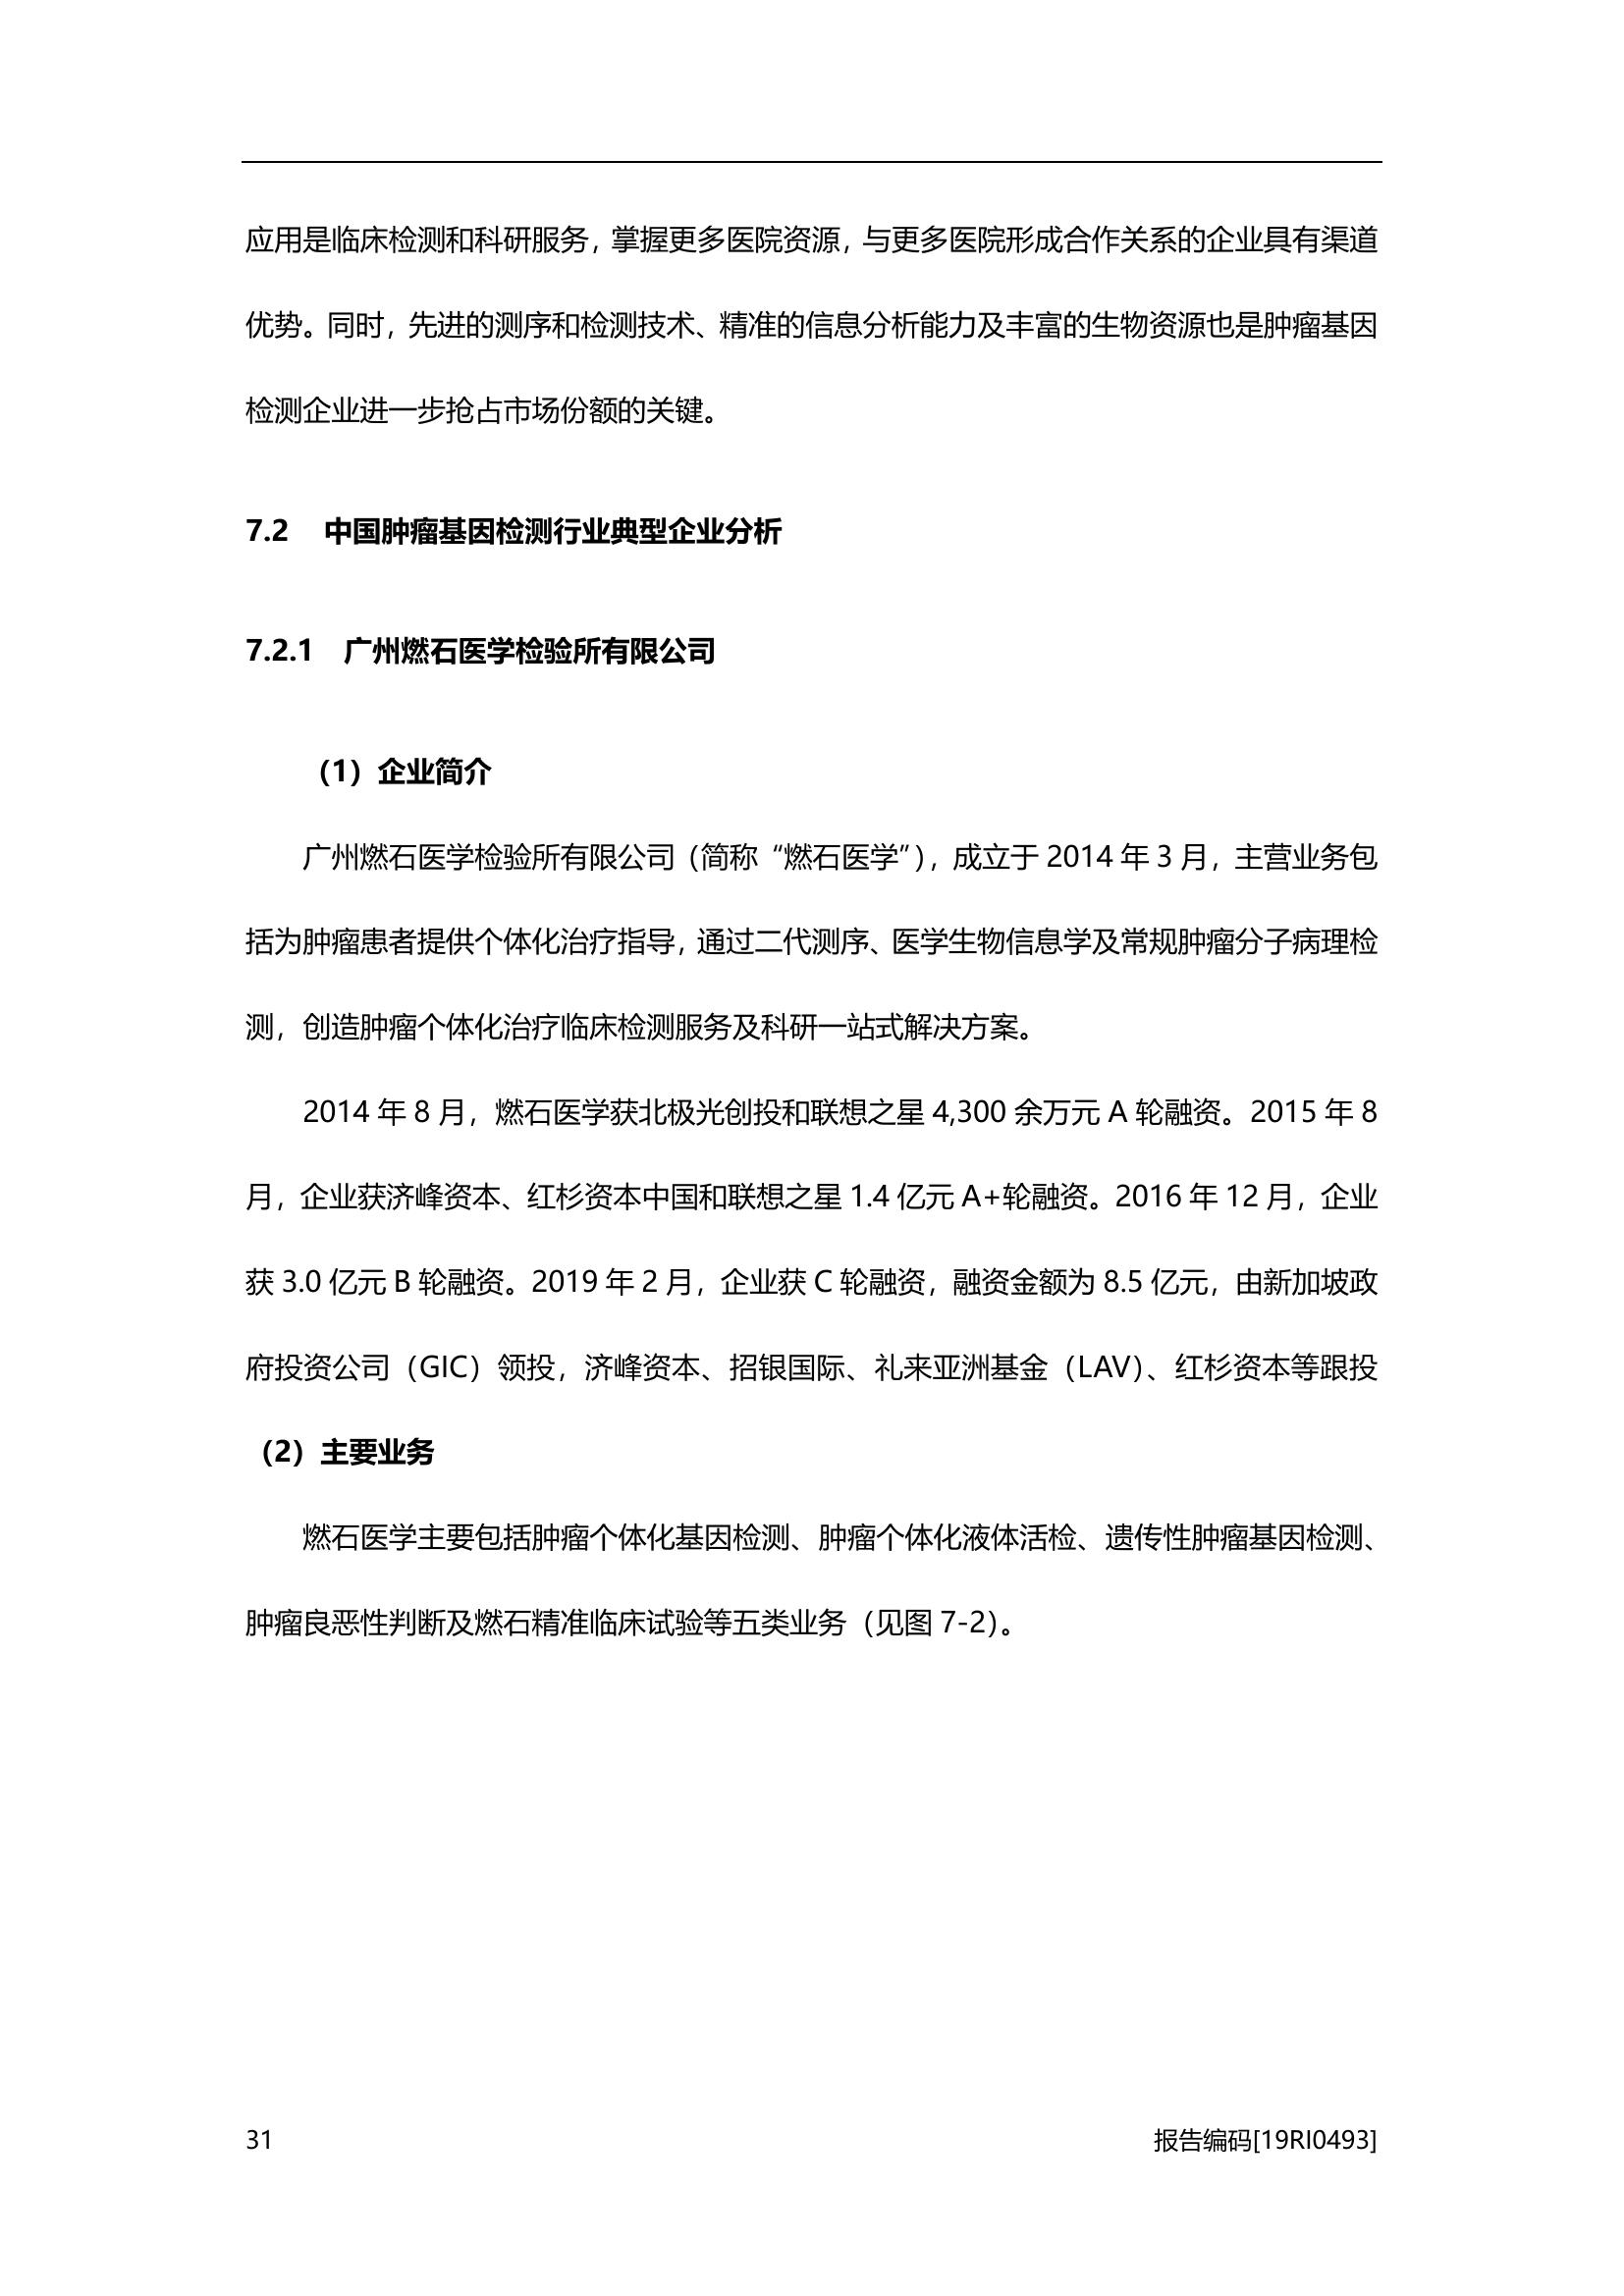 应用是临床检测和科研服务，掌握更多医院资源，与更多医院形成合作关系的企业具有渠道
优势。同时，先进的测序和检测技术、精准的信息分析能力及丰富的生物资源也是肿瘤基因
检测企业进一步抢占市场份额的关键。
7.2 中国肿瘤基因检测行业典型企业分析
7.2.1 广州燃石医学检验所有限公司
（1）企业简介
广州燃石医学检验所有限公司（简称“燃石医学”），成立于 2014 年 3 月，主营业务包
括为肿瘤患者提供个体化治疗指导，通过二代测序、医学生物信息学及常规肿瘤分子病理检
测，创造肿瘤个体化治疗临床检测服务及科研一站式解决方案。
2014 年 8 月，燃石医学获北极光创投和联想之星 4,300 余万元 A 轮融资。2015 年 8
月，企业获济峰资本、红杉资本中国和联想之星 1.4 亿元 A+轮融资。2016 年 12 月，企业
获 3.0 亿元 B 轮融资。2019 年 2 月，企业获 C 轮融资，融资金额为 8.5 亿元，由新加坡政
府投资公司（GIC）领投，济峰资本、招银国际、礼来亚洲基金（LAV）、红杉资本等跟投
（2）主要业务
燃石医学主要包括肿瘤个体化基因检测、肿瘤个体化液体活检、遗传性肿瘤基因检测、
肿瘤良恶性判断及燃石精准临床试验等五类业务（见图 7-2）。
31 报告编码[19RI0493]